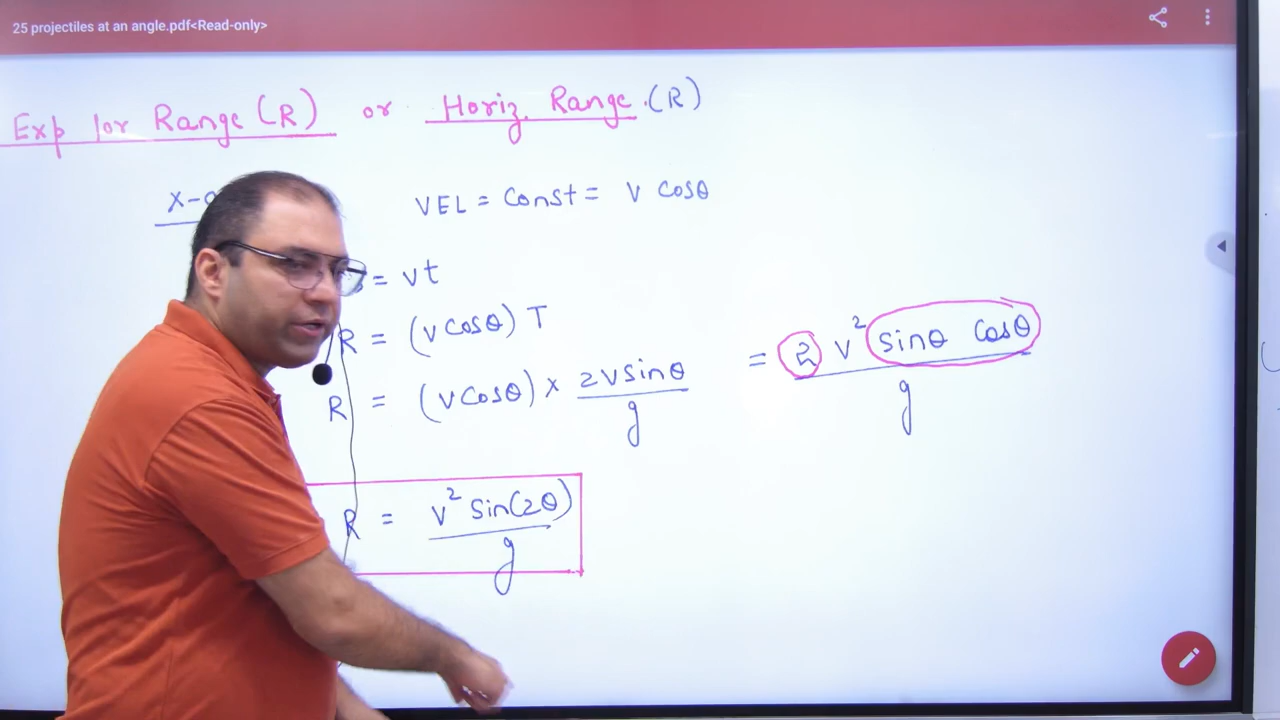 25 projectiles at an angle.pdf<Read-only>
Exp for Range (R) or Horiz. Range. (R)
VEL = Const = v cosθ
= vt
R = (v cosθ) T
R = (v cosθ) × 2v sinθ / g = 2 v² sinθ cosθ / g
R = v² sin(2θ) / g